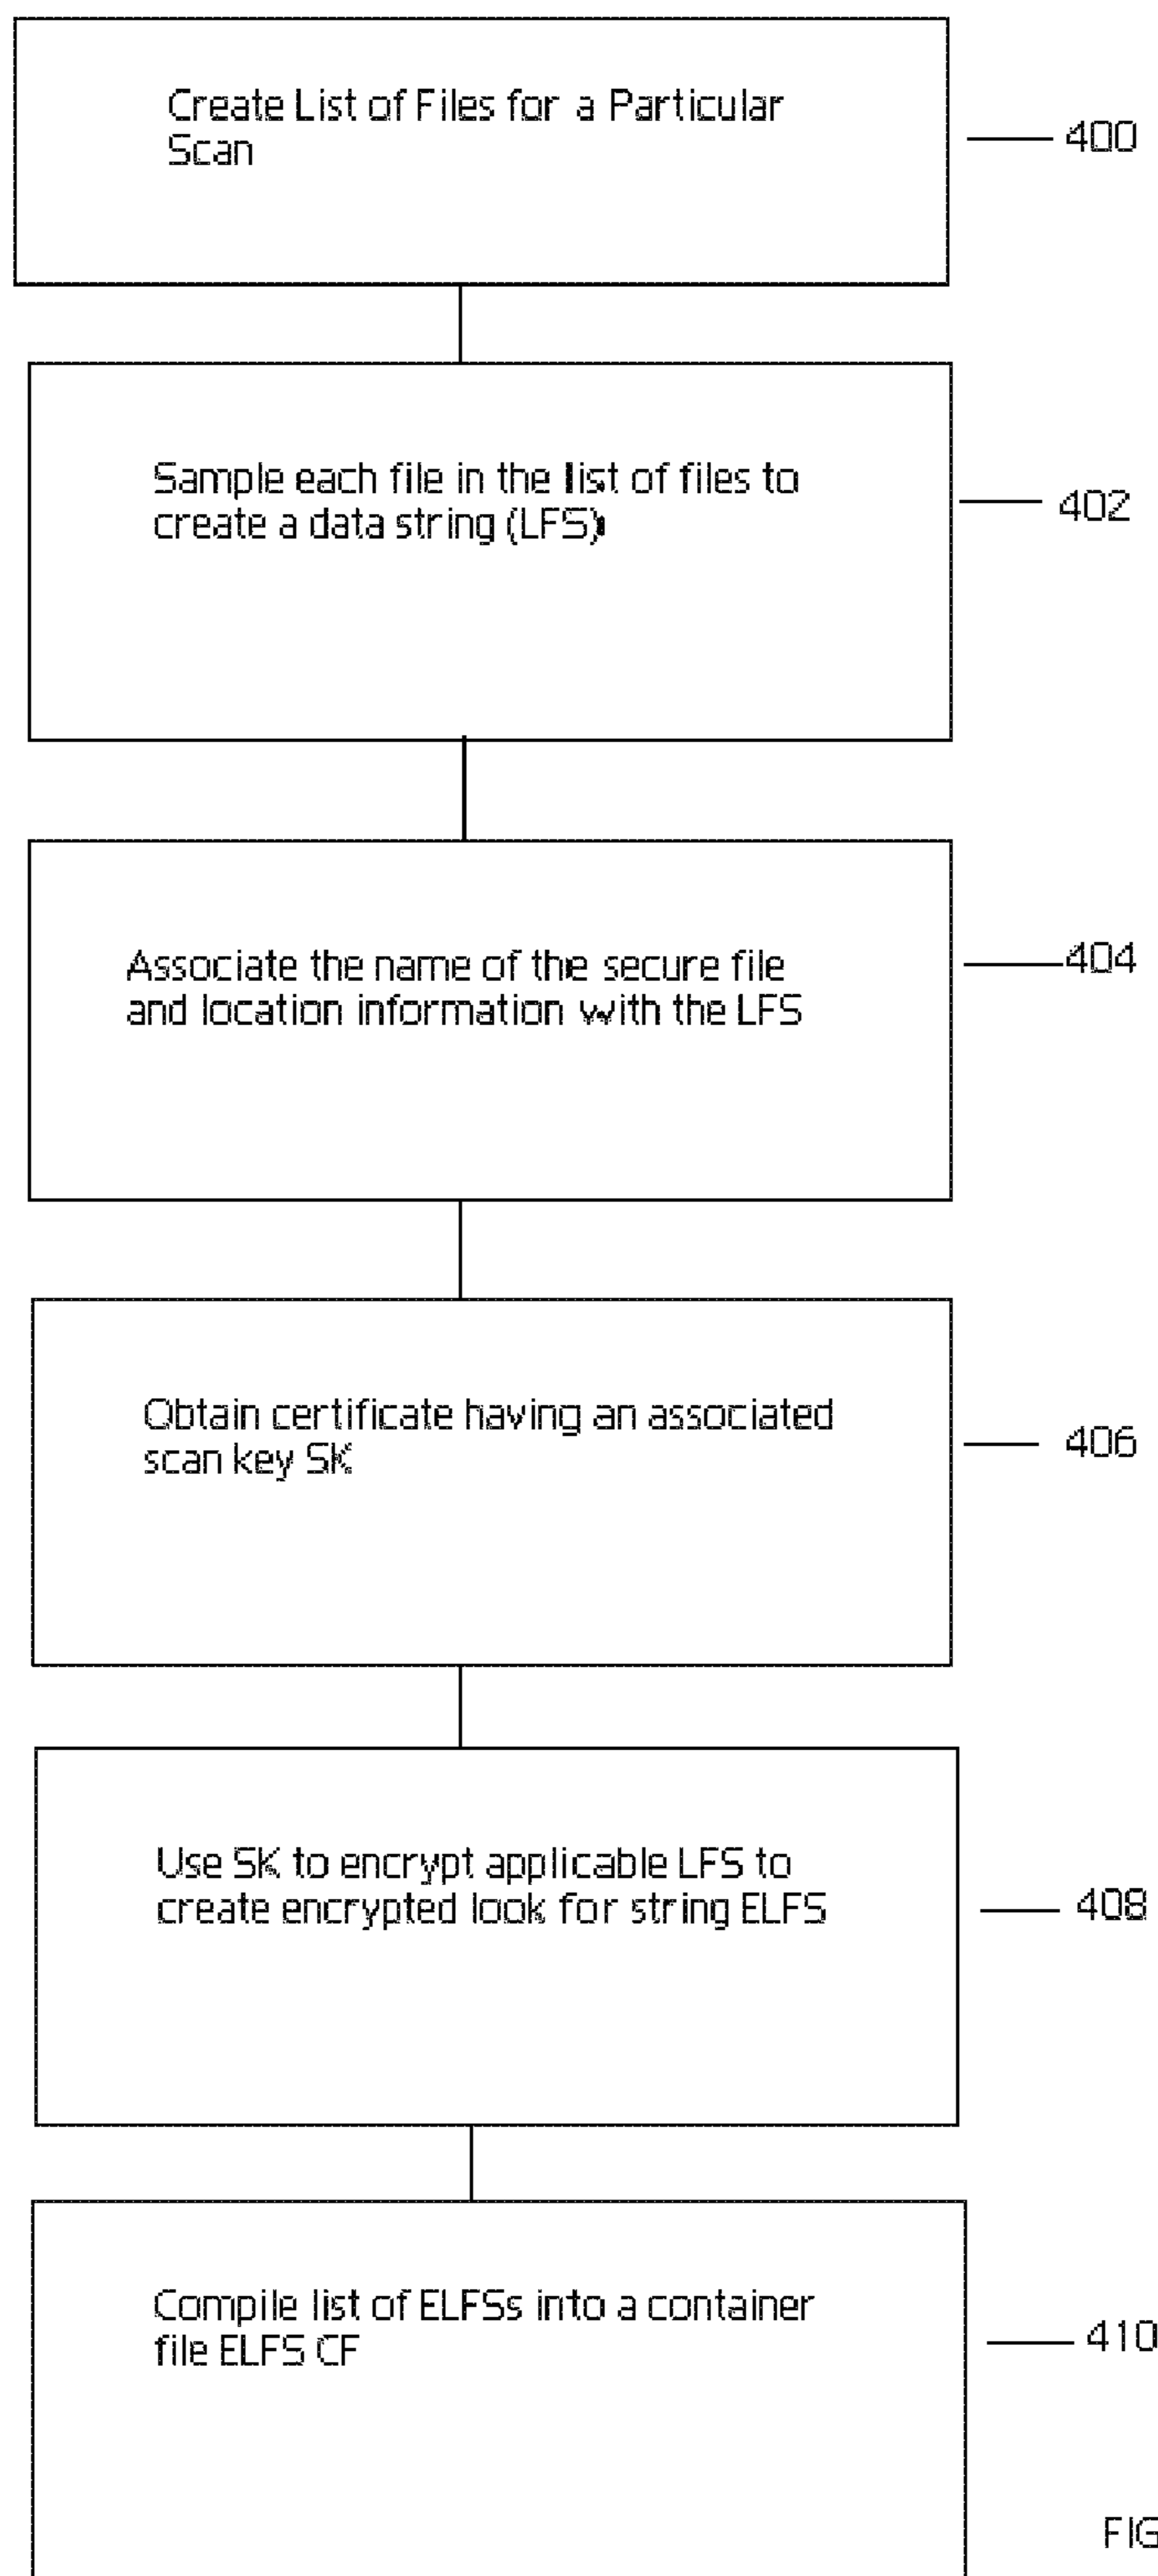 Create List of Files for a Particular
Scan
400
Sample each file in the list of files to
create a data string (LFS)
402
Associate the name of the secure file
and location information with the LFS
404
Obtain certificate having an associated
scan key SK
406
Use SK to encrypt applicable LFS to
create encrypted look for string ELFS
408
Compile list of ELFSs into a container
file ELFS CF
410
FIG